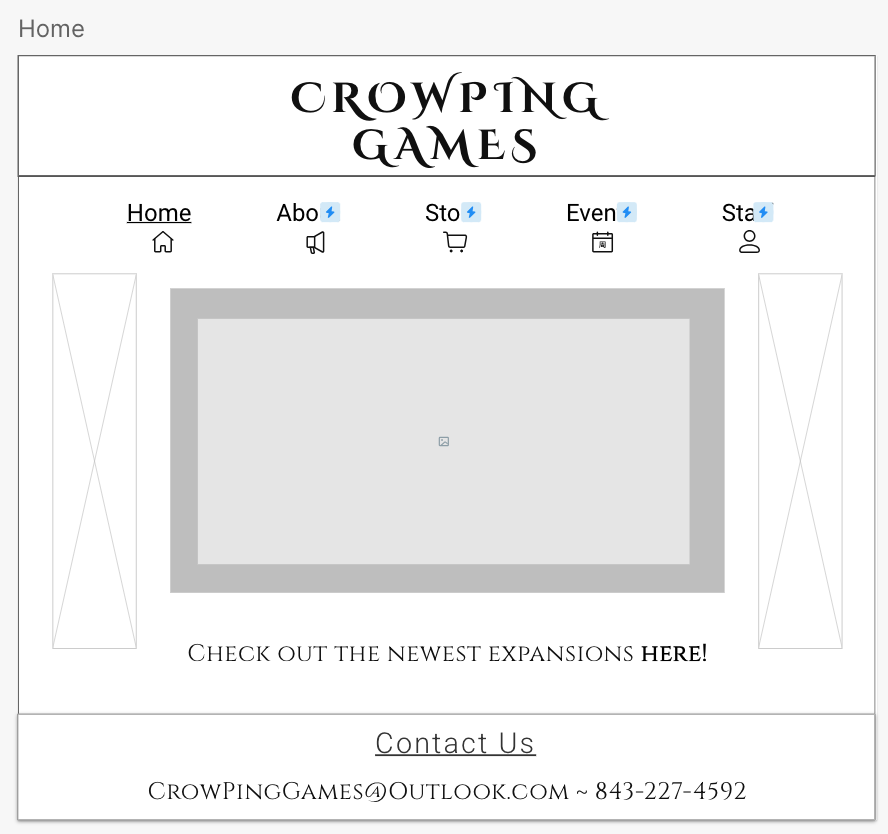 Home
CROWPING
GAMES
Home
Abo
Sto
Even
Sta
周
Check out the newest expansions here!
Contact Us
CrowPingGames@Outlook.com ~ 843-227-4592